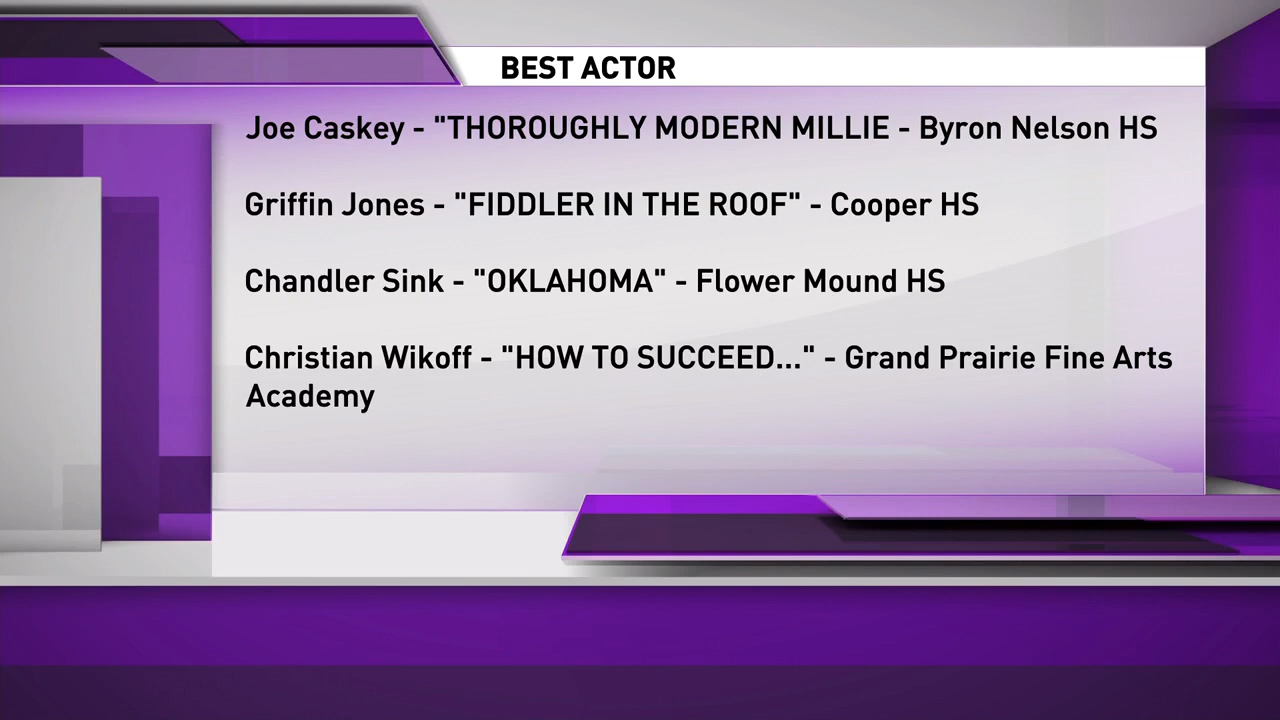 BEST ACTOR
Joe Caskey - "THOROUGHLY MODERN MILLIE - Byron Nelson HS
Griffin Jones - "FIDDLER IN THE ROOF" - Cooper HS
Chandler Sink - "OKLAHOMA" - Flower Mound HS
Christian Wikoff - "HOW TO SUCCEED..." - Grand Prairie Fine Arts
Academy